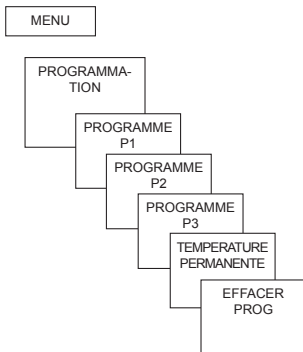 MENU
PROGRAMMA-
TION
PROGRAMME
P1
PROGRAMME
P2
PROGRAMME
P3
TEMPERATURE
PERMANENTE
EFFACER
PROG